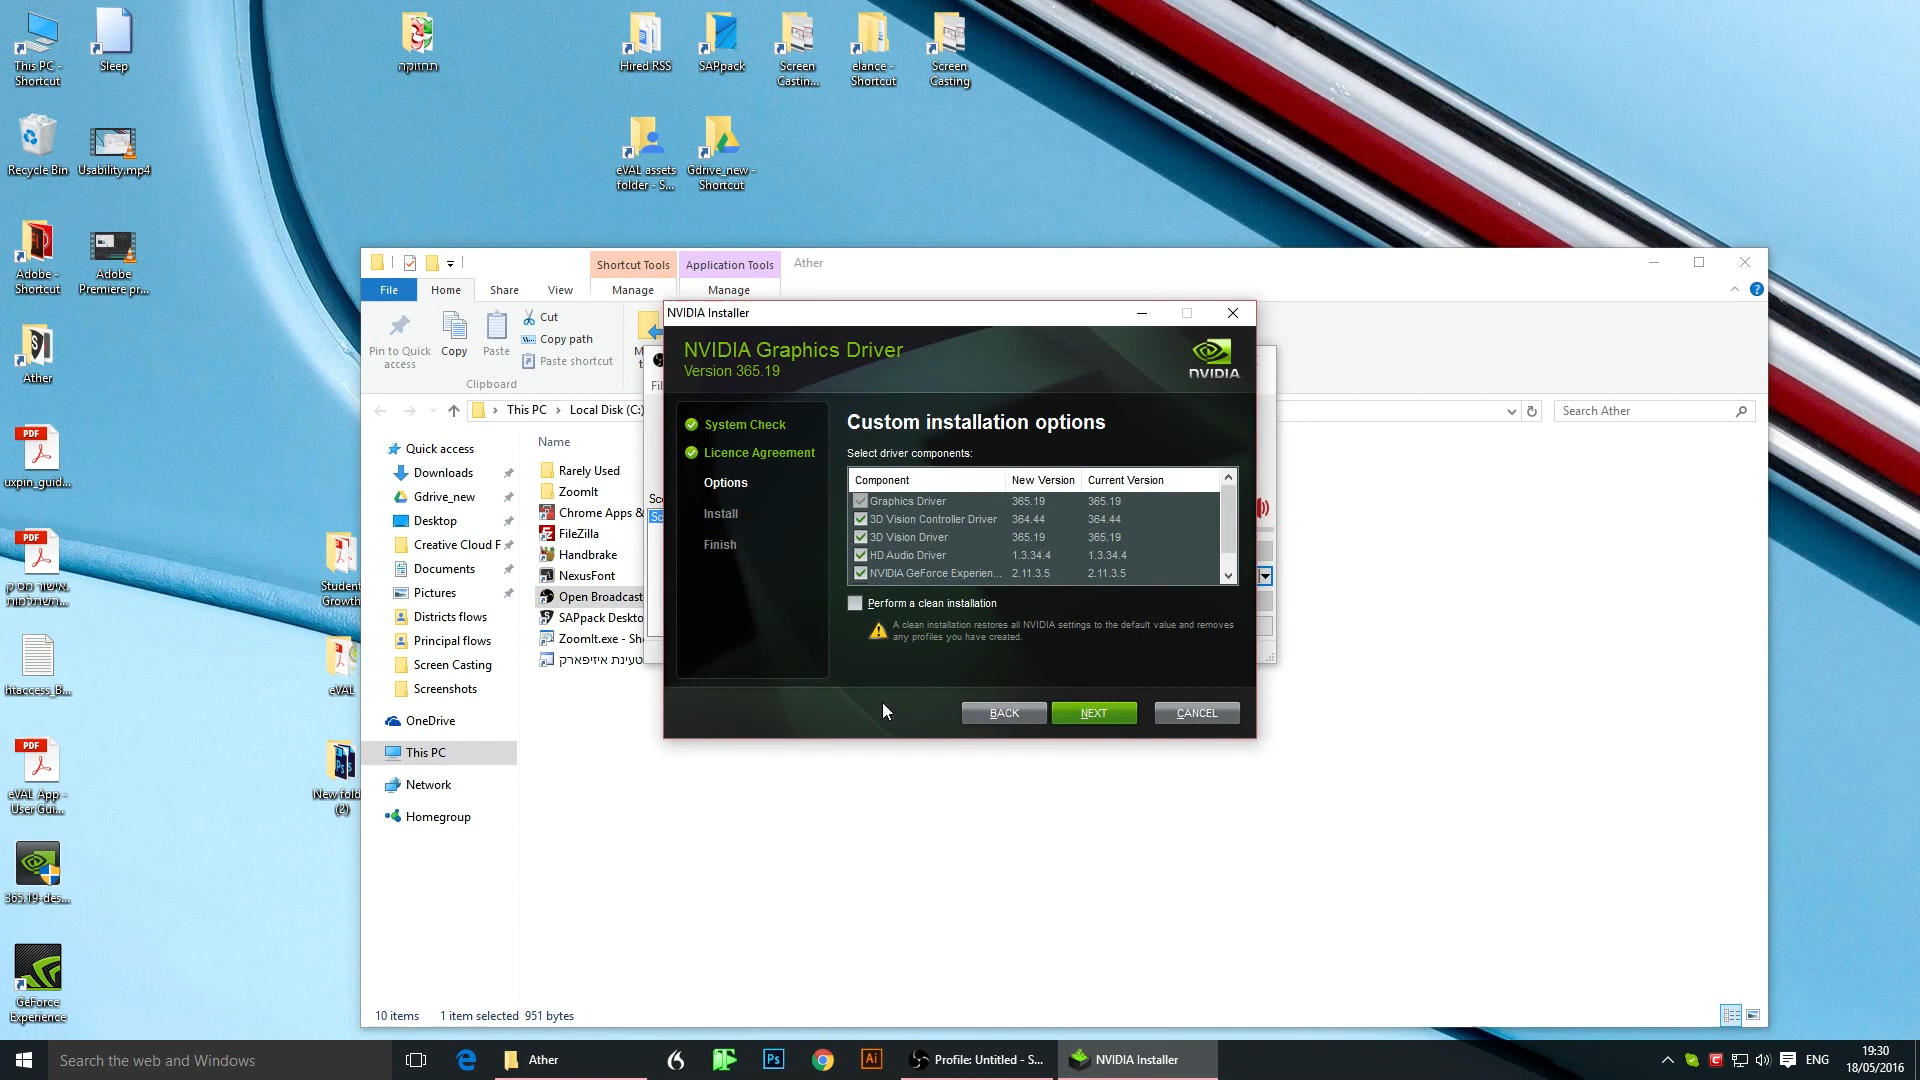 This PC -
Shortcut
Sleep
תחזוקה
Hired RSS
SAPpack
Screen
Castin...
elance -
Shortcut
Screen
Casting
Recycle Bin
Usability.mp4
eVAL assets
folder - S...
Gdrive_new -
Shortcut
Adobe -
Shortcut
Adobe
Premiere pr...
Ather
PDF
uxpin_guid...
PDF
Student
Growth
htaccess_B...
eVAL
PDF
eVAL App -
User Gui...
(2)
365.19-des...
GeForce
Experience
Shortcut Tools
Application Tools
Ather
File
Home
Share
View
Manage
Manage
Pin to Quick
access
Copy
Paste
Cut
Copy path
Paste shortcut
Clipboard
This PC
Local Disk (C:)
Search Ather
Quick access
Downloads
Gdrive_new
Desktop
Creative Cloud F
Documents
Pictures
Districts flows
Principal flows
Screen Casting
Screenshots
OneDrive
This PC
Network
Homegroup
Name
Rarely Used
ZoomIt
Chrome Apps &
FileZilla
Handbrake
NexusFont
Open Broadcast
SAPpack Deskto
ZoomIt.exe - Sh
טעינת איזיפארק
10 items
1 item selected 951 bytes
NVIDIA Installer
NVIDIA Graphics Driver
Version 365.19
NVIDIA.
System Check
Licence Agreement
Options
Install
Finish
Custom installation options
Select driver components:
Component New Version Current Version
Graphics Driver 365.19 365.19
3D Vision Controller Driver 364.44 364.44
3D Vision Driver 365.19 365.19
HD Audio Driver 1.3.34.4 1.3.34.4
NVIDIA GeForce Experien... 2.11.3.5 2.11.3.5
Perform a clean installation
A clean installation restores all NVIDIA settings to the default value and removes
any profiles you have created.
BACK
NEXT
CANCEL
Search the web and Windows
Ather
Ps
Ai
Profile: Untitled - S...
NVIDIA Installer
ENG
19:30
18/05/2016